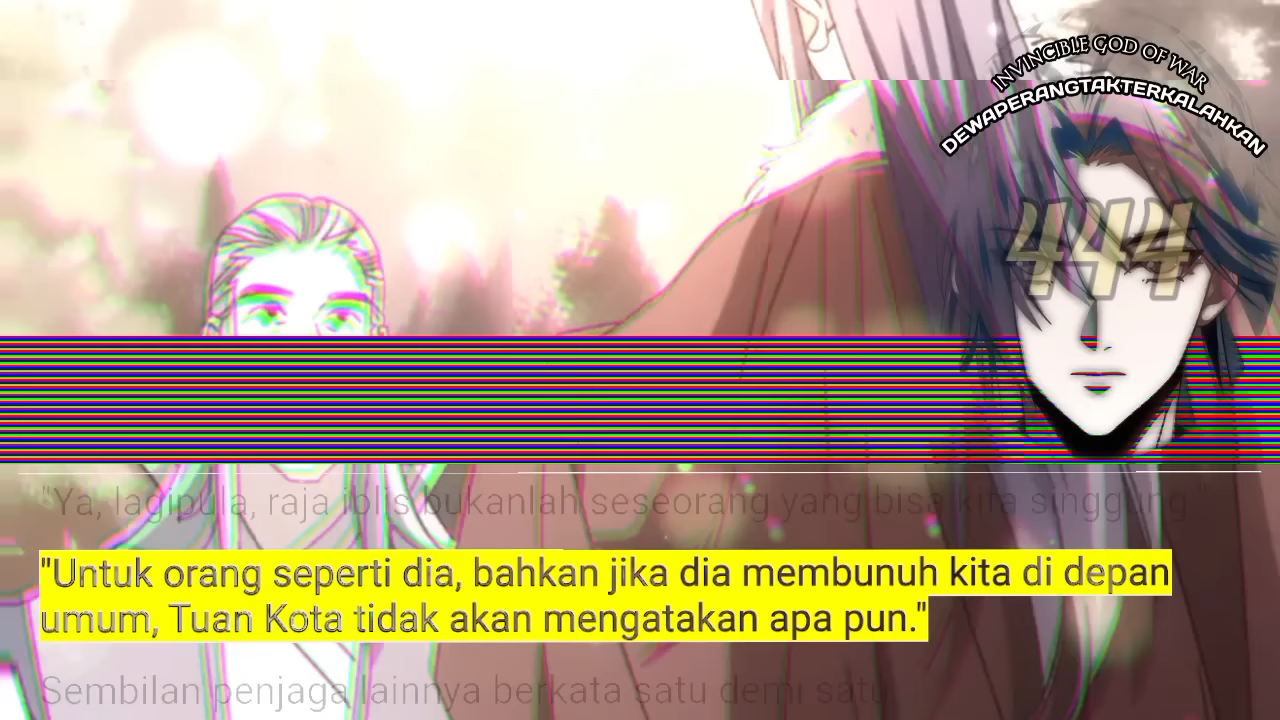 INVINCIBLE GOD OF WAR
DEWAPERANGTAKTERKALAHKAN
444
"Ya, lagipula, raja iblis bukanlah seseorang yang bisa kita singgung
"Untuk orang seperti dia, bahkan jika dia membunuh kita di depan
umum, Tuan Kota tidak akan mengatakan apa pun."
Sembilan penjaga lainnya berkata satu demi satu